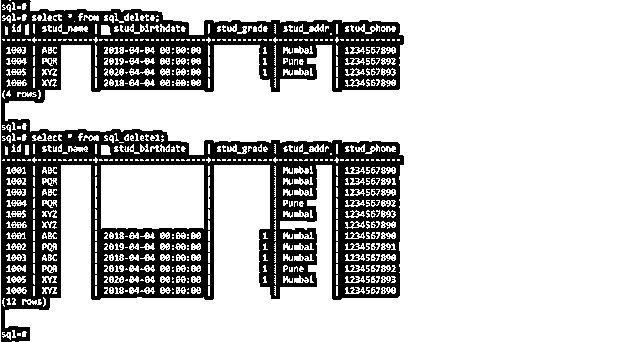 sql=#
sql=# select * from sql_delete;
id | stud_name | stud_birthdate | stud_grade | stud_addr | stud_phone
1003 | ABC | 2018-04-04 00:00:00 | 1 | Mumbai | 1234567890
1004 | PQR | 2019-04-04 00:00:00 | 1 | Pune | 1234567892
1005 | XYZ | 2020-04-04 00:00:00 | 1 | Mumbai | 1234567893
1006 | XYZ | 2018-04-04 00:00:00 | | | 1234567890
(4 rows)
sql=#
sql=# select * from sql_delete1;
id | stud_name | stud_birthdate | stud_grade | stud_addr | stud_phone
1001 | ABC | | | Mumbai | 1234567890
1002 | PQR | | | Mumbai | 1234567891
1003 | ABC | | | Mumbai | 1234567890
1004 | PQR | | | Pune | 1234567892
1005 | XYZ | | | Mumbai | 1234567893
1006 | XYZ | | | | 1234567890
1001 | ABC | 2018-04-04 00:00:00 | 1 | Mumbai | 1234567890
1002 | PQR | 2019-04-04 00:00:00 | 1 | Mumbai | 1234567891
1003 | ABC | 2018-04-04 00:00:00 | 1 | Mumbai | 1234567890
1004 | PQR | 2019-04-04 00:00:00 | 1 | Pune | 1234567892
1005 | XYZ | 2020-04-04 00:00:00 | 1 | Mumbai | 1234567893
1006 | XYZ | 2018-04-04 00:00:00 | | | 1234567890
(12 rows)
sql=#